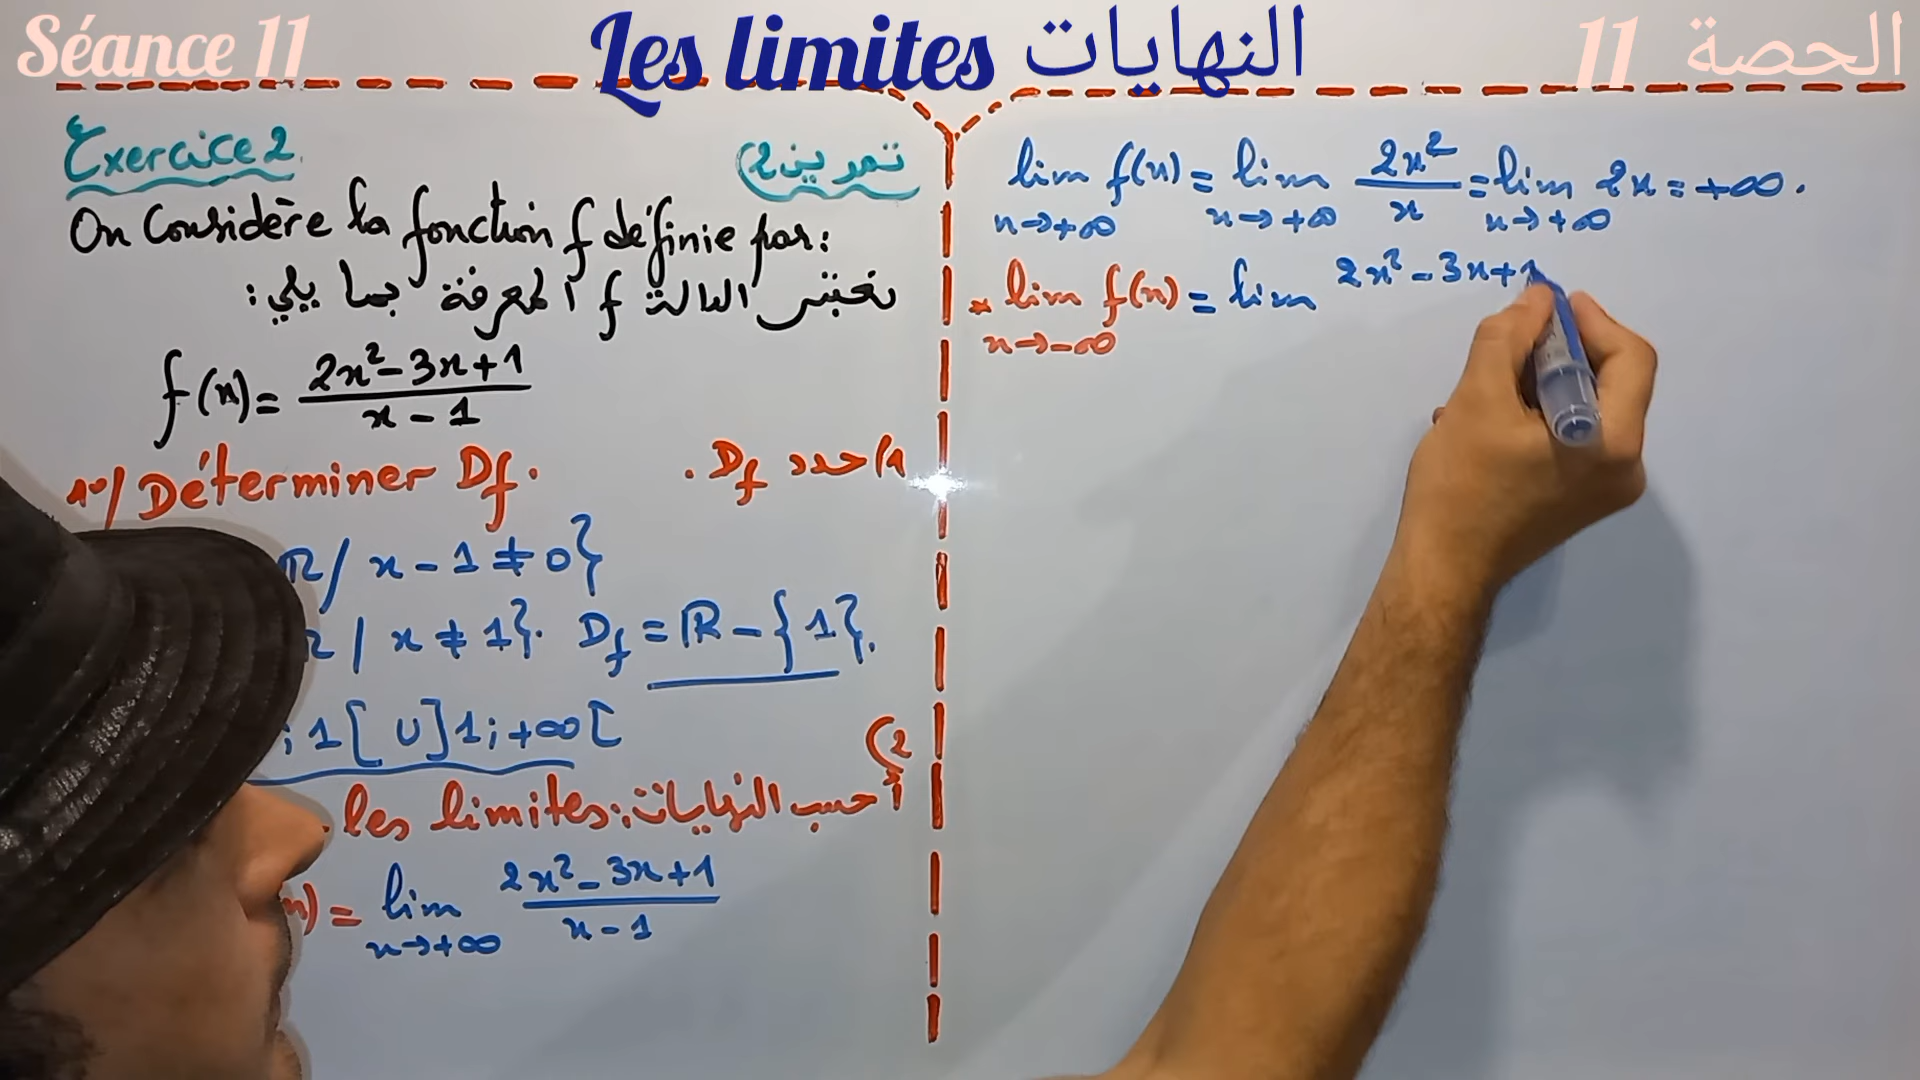 Séance 11 Les limites النهايات الحصة 11
Exercice 2. تمرين 2)
On Considère la fonction f définie par:
نعتبر الدالة f المعرفة بما يلي:
f(x) = (2x² - 3x + 1) / (x - 1)
1°/ Déterminer Df. 1) حدد Df.
ℝ / x - 1 ≠ 0}
ℝ / x ≠ 1}. Df = ℝ - {1}.
; 1[ ∪ ]1; +∞[
2)
les limites: أحسب النهايات:
x) = lim x→+∞ (2x² - 3x + 1) / (x - 1)
lim x→+∞ f(x) = lim x→+∞ 2x² / x = lim x→+∞ 2x = +∞.
* lim x→-∞ f(x) = lim 2x² - 3x + 1